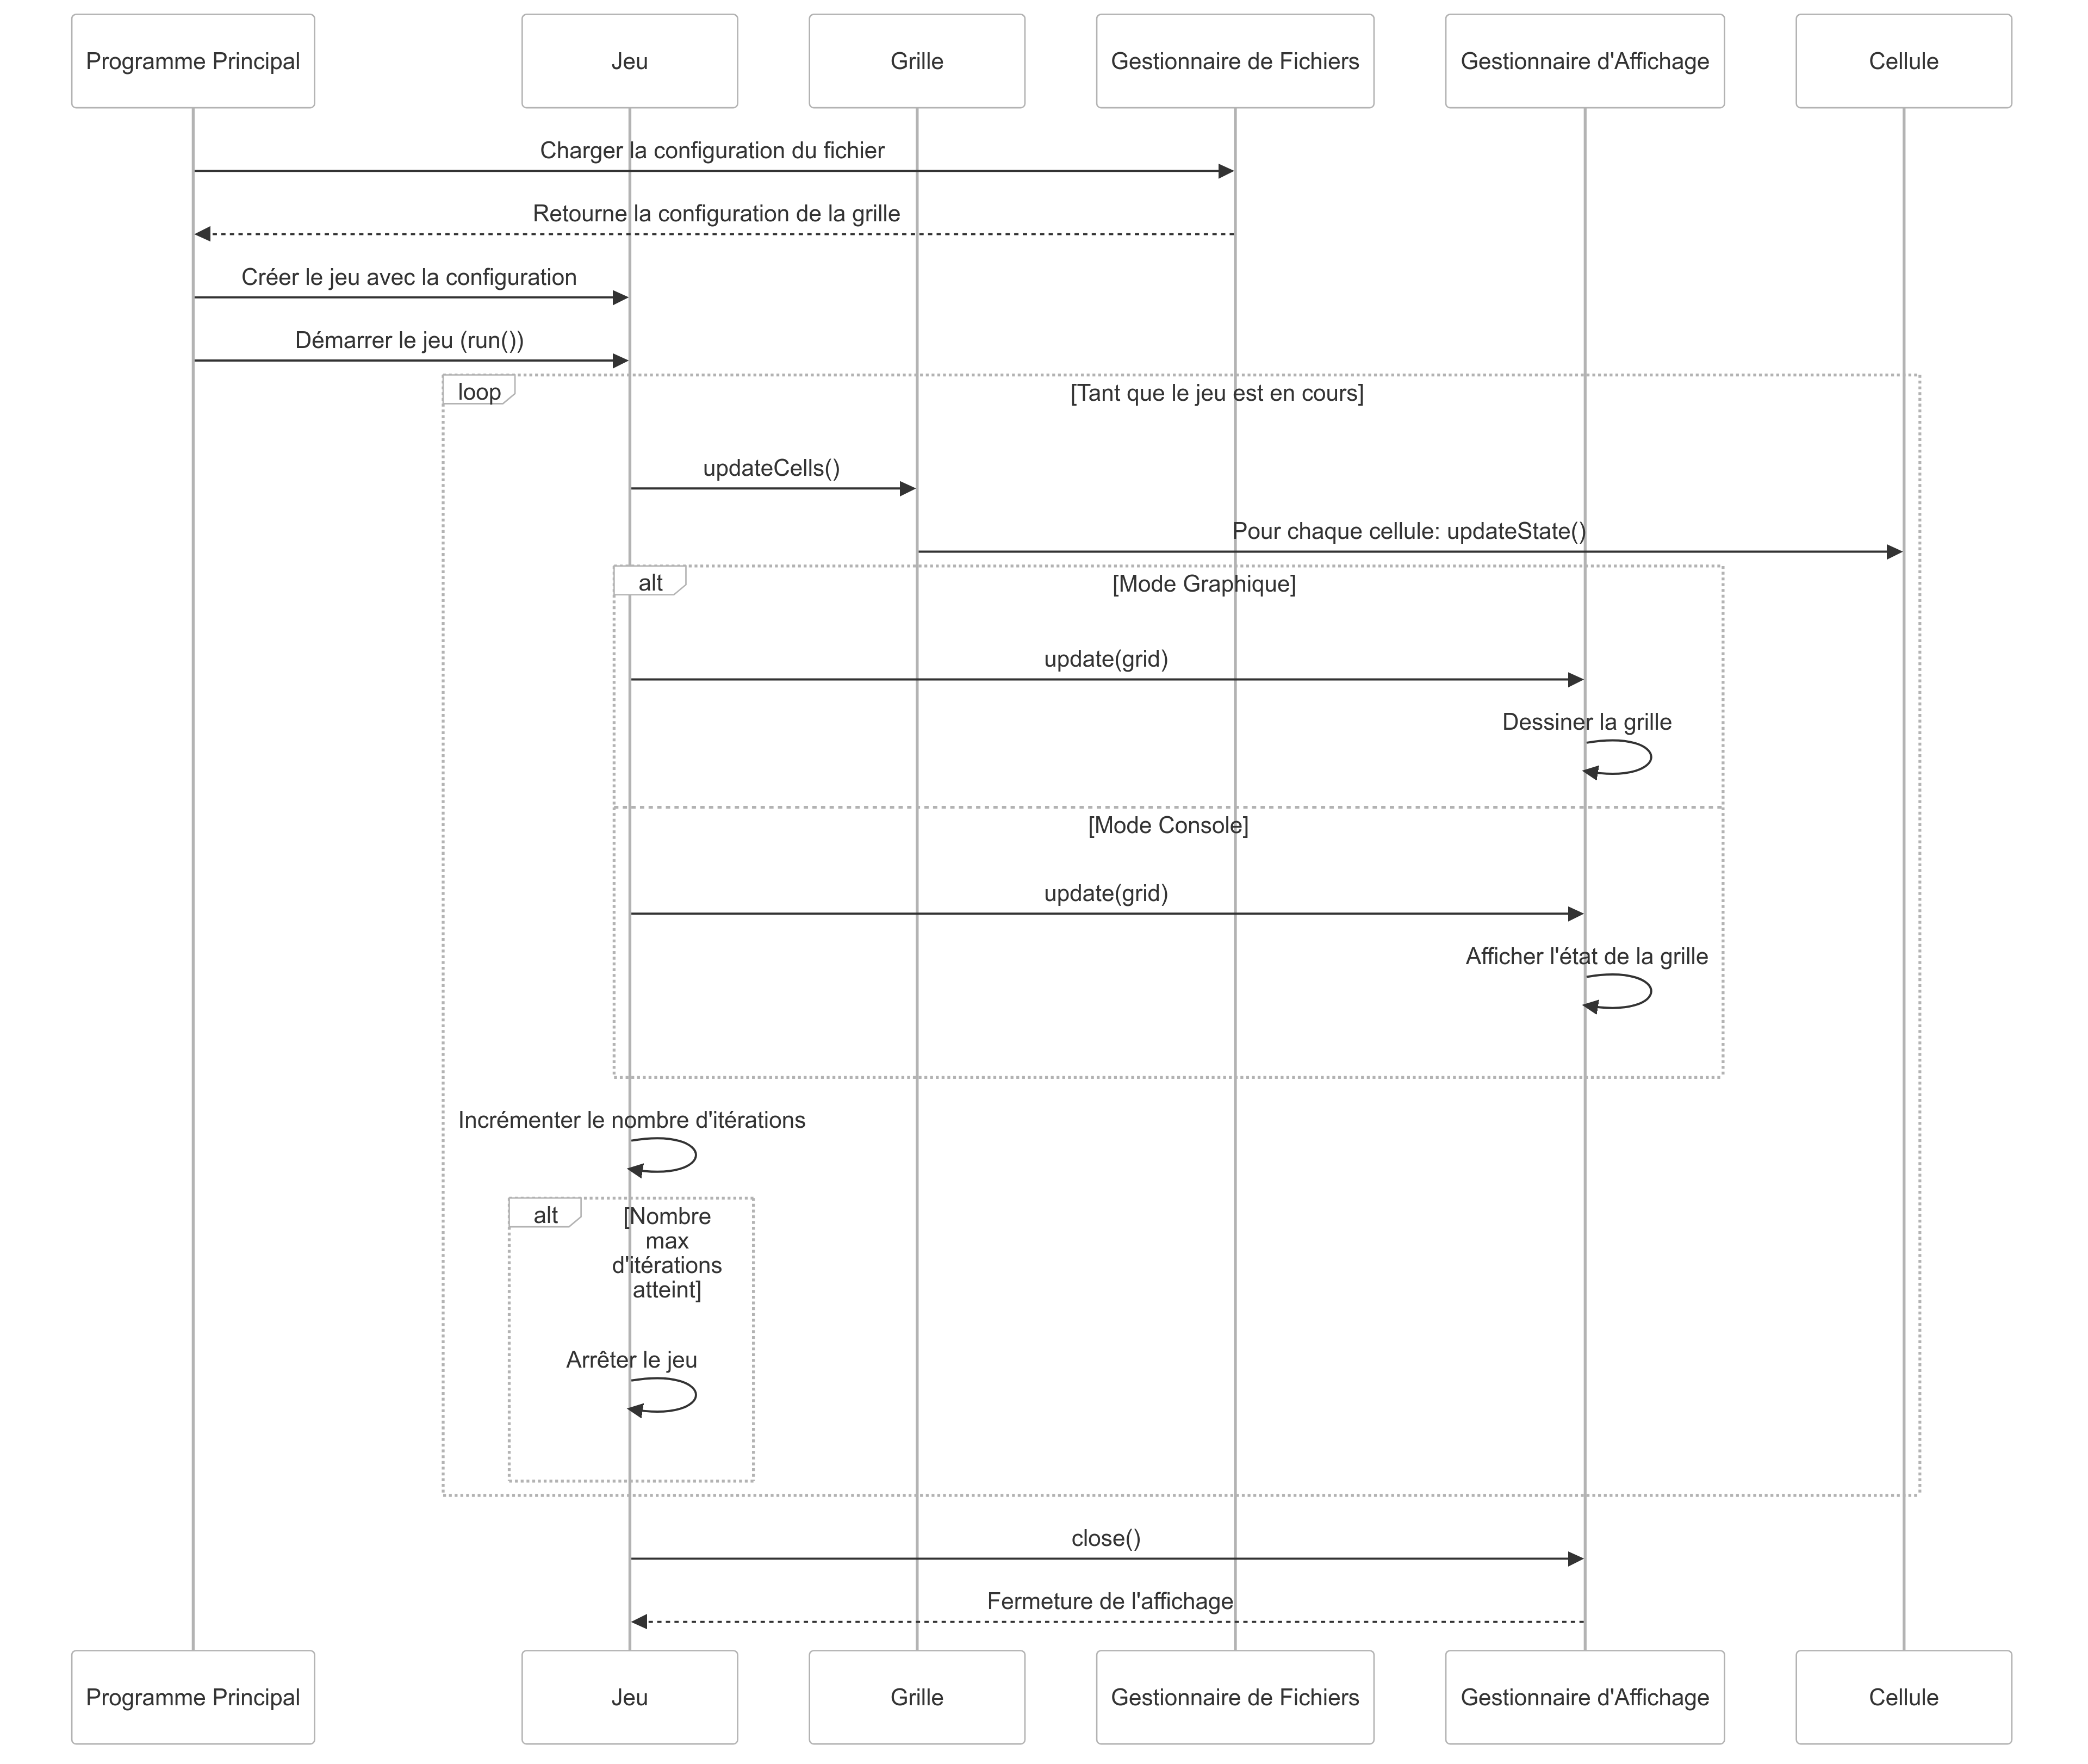 Programme Principal
Jeu
Grille
Gestionnaire de Fichiers
Gestionnaire d'Affichage
Cellule
Charger la configuration du fichier
Retourne la configuration de la grille
Créer le jeu avec la configuration
Démarrer le jeu (run())
loop
[Tant que le jeu est en cours]
updateCells()
Pour chaque cellule: updateState()
alt
[Mode Graphique]
update(grid)
Dessiner la grille
[Mode Console]
update(grid)
Afficher l'état de la grille
Incrémenter le nombre d'itérations
alt
[Nombre
max
d'itérations
atteint]
Arrêter le jeu
close()
Fermeture de l'affichage
Programme Principal
Jeu
Grille
Gestionnaire de Fichiers
Gestionnaire d'Affichage
Cellule